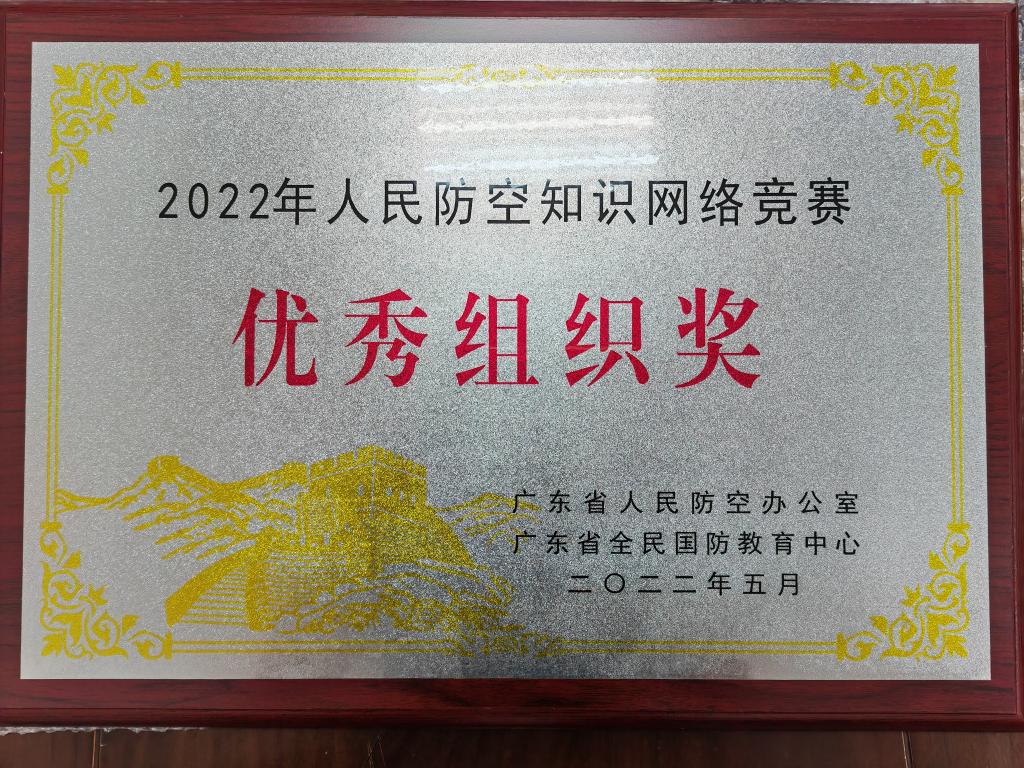 2022年人民防空知识网络竞赛
优秀组织奖
广东省人民防空办公室
广东省全民国防教育中心
二〇二二年五月